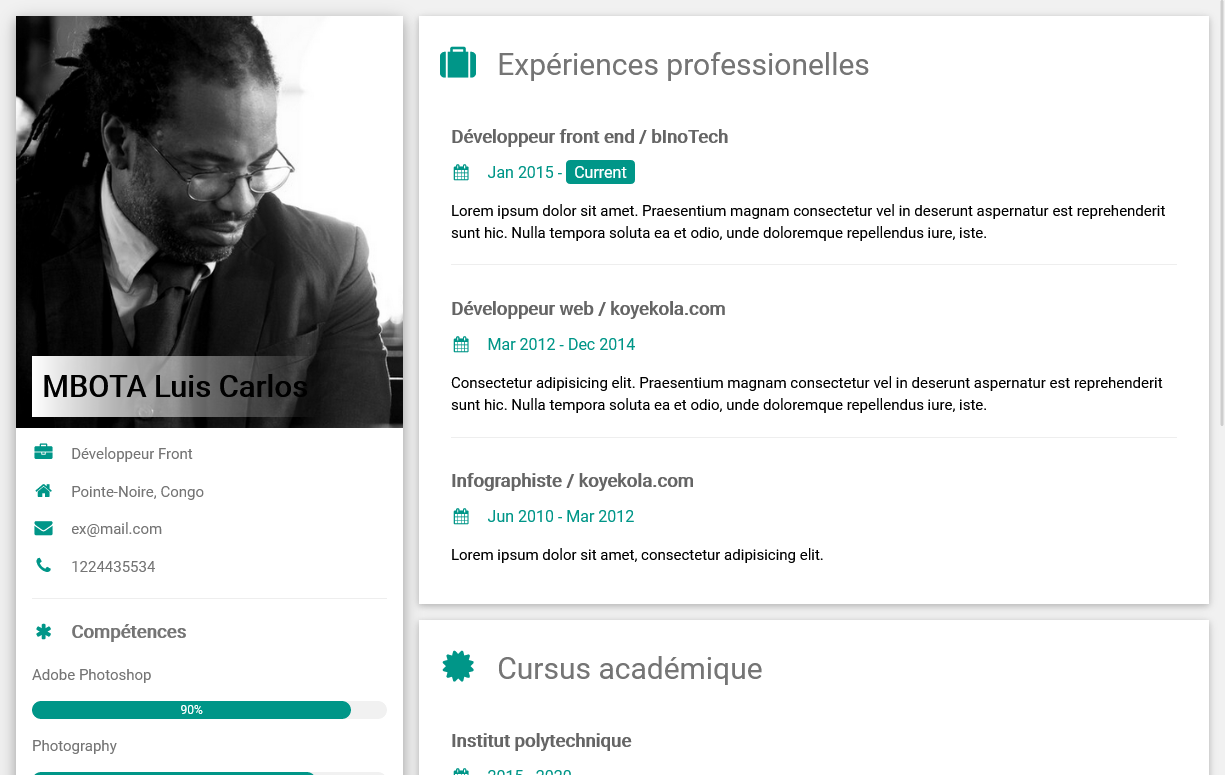 MBOTA Luis Carlos
Développeur Front
Pointe-Noire, Congo
ex@mail.com
1224435534
Compétences
Adobe Photoshop
90%
Photography
Expériences professionelles
Développeur front end / bInoTech
Jan 2015 - Current
Lorem ipsum dolor sit amet. Praesentium magnam consectetur vel in deserunt aspernatur est reprehenderit
sunt hic. Nulla tempora soluta ea et odio, unde doloremque repellendus iure, iste.
Développeur web / koyekola.com
Mar 2012 - Dec 2014
Consectetur adipisicing elit. Praesentium magnam consectetur vel in deserunt aspernatur est reprehenderit
sunt hic. Nulla tempora soluta ea et odio, unde doloremque repellendus iure, iste.
Infographiste / koyekola.com
Jun 2010 - Mar 2012
Lorem ipsum dolor sit amet, consectetur adipisicing elit.
Cursus académique
Institut polytechnique
2015 - 2020